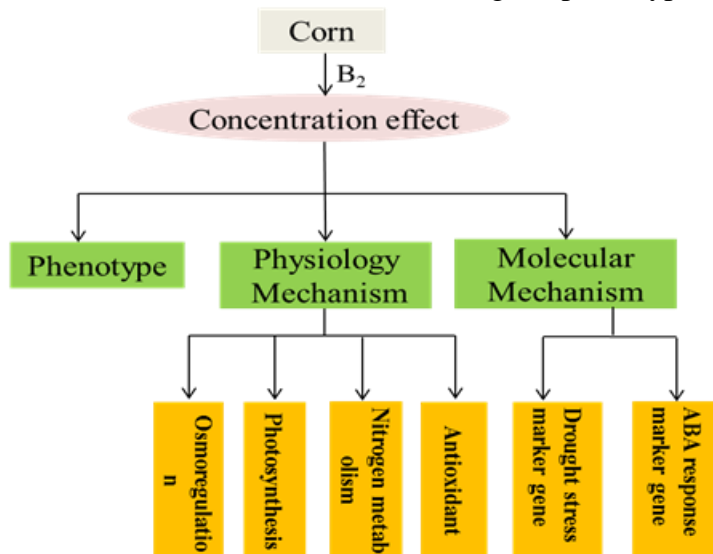 Corn
B₂
Concentration effect
Phenotype
Physiology
Mechanism
Molecular
Mechanism
Osmoregulatio
n
Photosynthesis
Nitrogen metab
olism
Antioxidant
Drought stress
marker gene
ABA response
marker gene